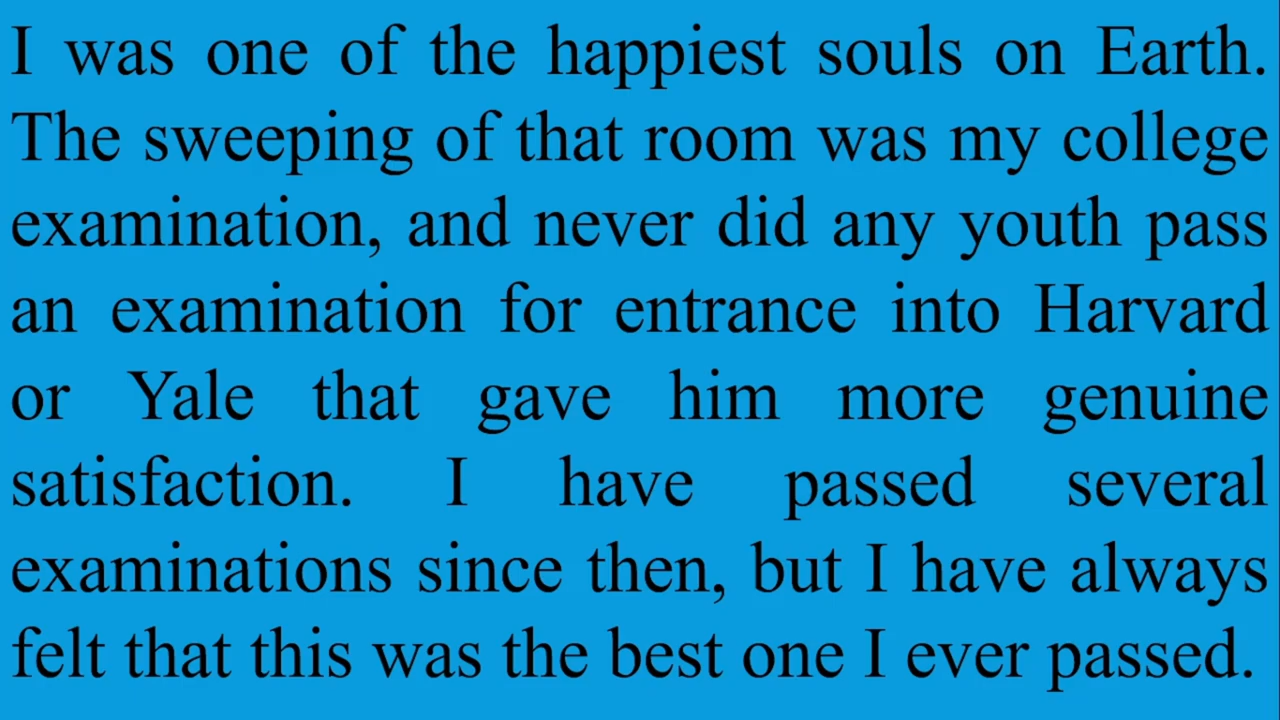 I was one of the happiest souls on Earth.
The sweeping of that room was my college
examination, and never did any youth pass
an examination for entrance into Harvard
or Yale that gave him more genuine
satisfaction. I have passed several
examinations since then, but I have always
felt that this was the best one I ever passed.